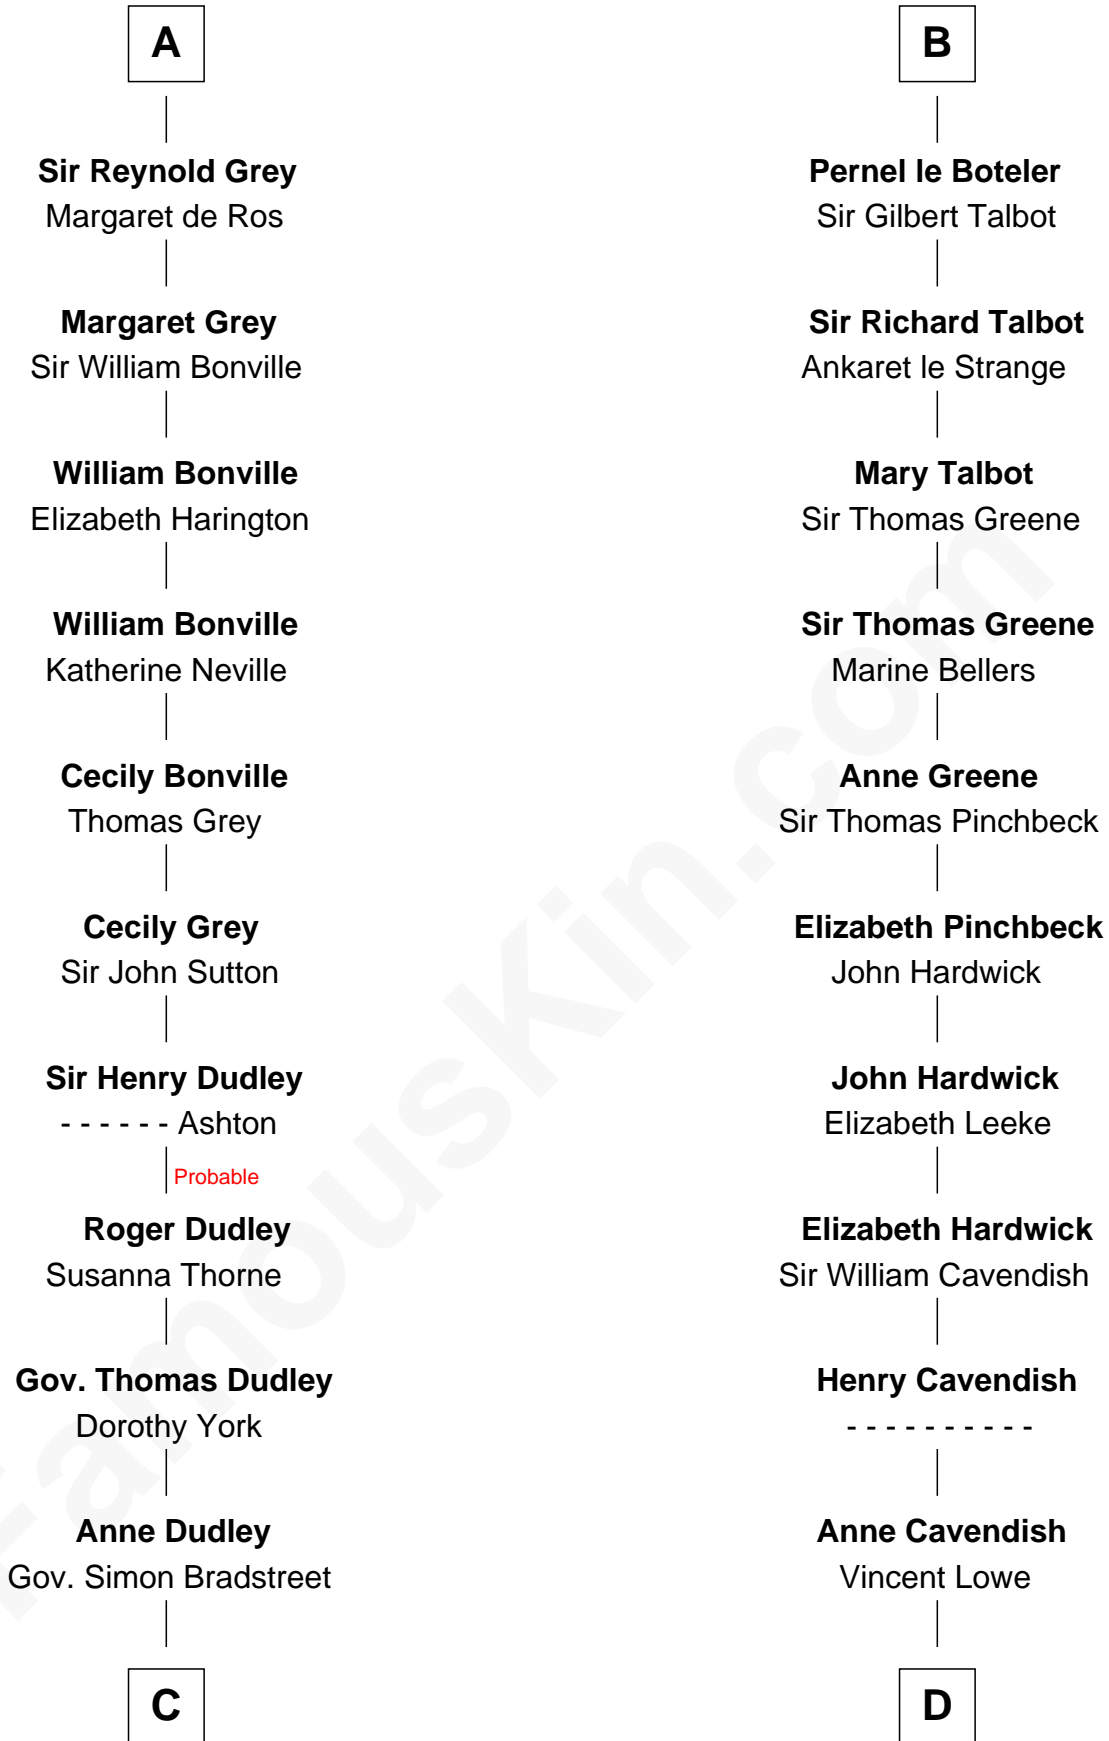 A
Sir Reynold Grey
Margaret de Ros
Margaret Grey
Sir William Bonville
William Bonville
Elizabeth Harington
William Bonville
Katherine Neville
Cecily Bonville
Thomas Grey
Cecily Grey
Sir John Sutton
Sir Henry Dudley
- - - - - - Ashton
Probable
Roger Dudley
Susanna Thorne
Gov. Thomas Dudley
Dorothy York
Anne Dudley
Gov. Simon Bradstreet
C
B
Pernel le Boteler
Sir Gilbert Talbot
Sir Richard Talbot
Ankaret le Strange
Mary Talbot
Sir Thomas Greene
Sir Thomas Greene
Marine Bellers
Anne Greene
Sir Thomas Pinchbeck
Elizabeth Pinchbeck
John Hardwick
John Hardwick
Elizabeth Leeke
Elizabeth Hardwick
Sir William Cavendish
Henry Cavendish
- - - - - - - - - -
Anne Cavendish
Vincent Lowe
D
FamousKin.com